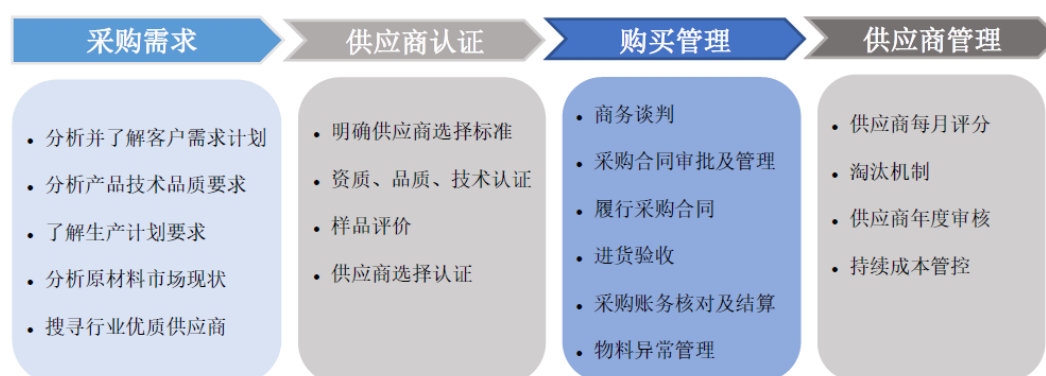 采购需求
• 分析并了解客户需求计划
• 分析产品技术品质要求
• 了解生产计划要求
• 分析原材料市场现状
• 搜寻行业优质供应商
供应商认证
• 明确供应商选择标准
• 资质、品质、技术认证
• 样品评价
• 供应商选择认证
购买管理
• 商务谈判
• 采购合同审批及管理
• 履行采购合同
• 进货验收
• 采购账务核对及结算
• 物料异常管理
供应商管理
• 供应商每月评分
• 淘汰机制
• 供应商年度审核
• 持续成本管控